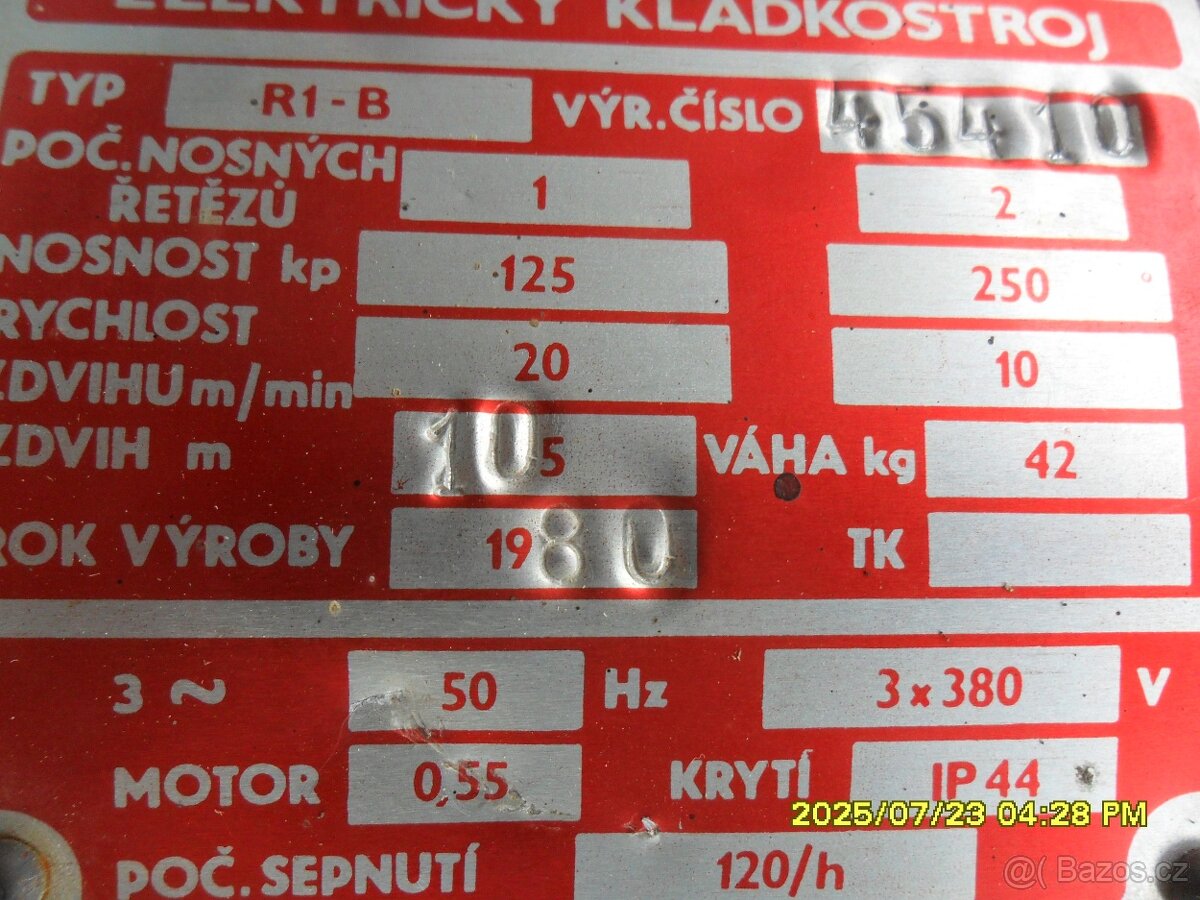 ELEKTRICKÝ KLADKOSTROJ
TYP R1-B VÝR.ČÍSLO 45410
POČ.NOSNÝCH
ŘETĚZŮ 1 2
NOSNOST kp 125 250
RYCHLOST
ZDVIHU m/min 20 10
ZDVIH m 10 5 VÁHA kg 42
ROK VÝROBY 1980 TK
3 ~ 50 Hz 3 x 380 V
MOTOR 0,55 KRYTÍ IP 44
2025/07/23 04:28 PM
POČ.SEPNUTÍ 120/h
Bazos.cz